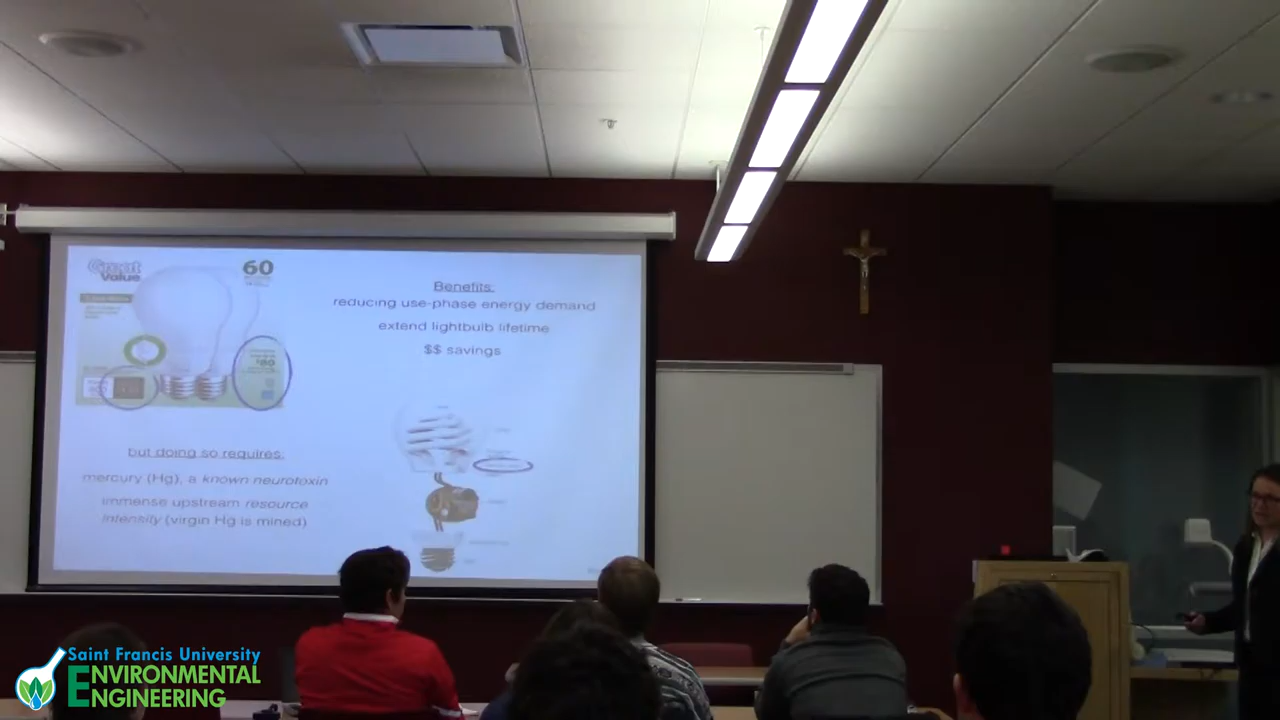 Great
Value
60
Benefits:
reducing use-phase energy demand
extend lightbulb lifetime
$$ savings
$80
but doing so requires:
mercury (Hg), a known neurotoxin
immense upstream resource
intensity (virgin Hg is mined)
Saint Francis University
ENVIRONMENTAL
ENGINEERING